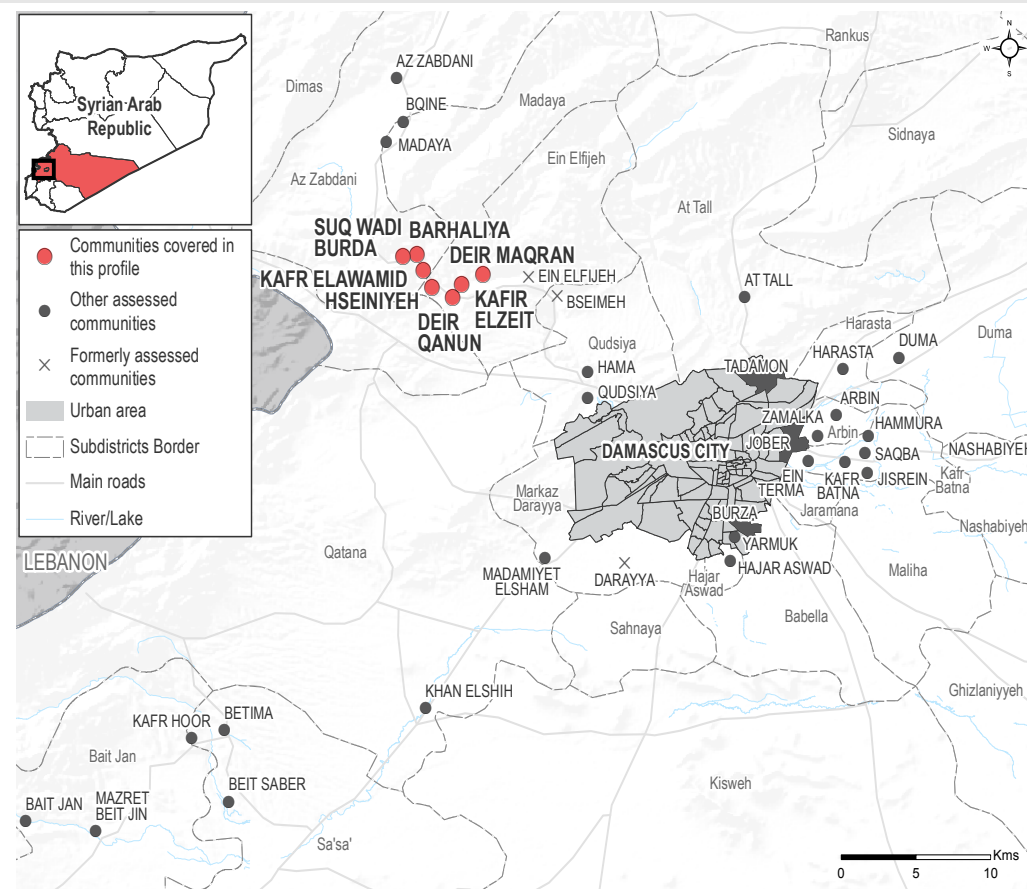 Syrian Arab
Republic
Communities covered in
this profile
Other assessed
communities
Formerly assessed
communities
Urban area
Subdistricts Border
Main roads
River/Lake
N
W
S
Rankus
AZ ZABDANI
Dimas
BQINE
Madaya
MADAYA
Sidnaya
Ein Elfijeh
Az Zabdani
At Tall
SUQ WADI
BURDA
BARHALIYA
DEIR MAQRAN
KAFR ELAWAMID
EIN ELFIJEH
HSEINIYEH
KAFIR
ELZEIT
BSEIMEH
DEIR
QANUN
AT TALL
Harasta
Duma
DUMA
Qudsiya
HARASTA
HAMA
TADAMON
QUDSIYA
ARBIN
ZAMALKA
HAMMURA
Arbin
JOBER
DAMASCUS CITY
SAQBA
NASHABIYEH
EIN
TERMA
KAFR
BATNA
JISREIN
Kafr
Batna
Markaz
Darayya
Jaramana
BURZA
Nashabiyeh
YARMUK
Qatana
LEBANON
MADAMIYET
ELSHAM
DARAYYA
HAJAR ASWAD
Hajar
Aswad
Maliha
Sahnaya
Babella
Ghizlaniyyeh
KHAN ELSHIH
KAFR HOOR
BETIMA
Bait Jan
Kisweh
BEIT SABER
BAIT JAN
MAZRET
BEIT JIN
Sa'sa'
Kms
0 5 10